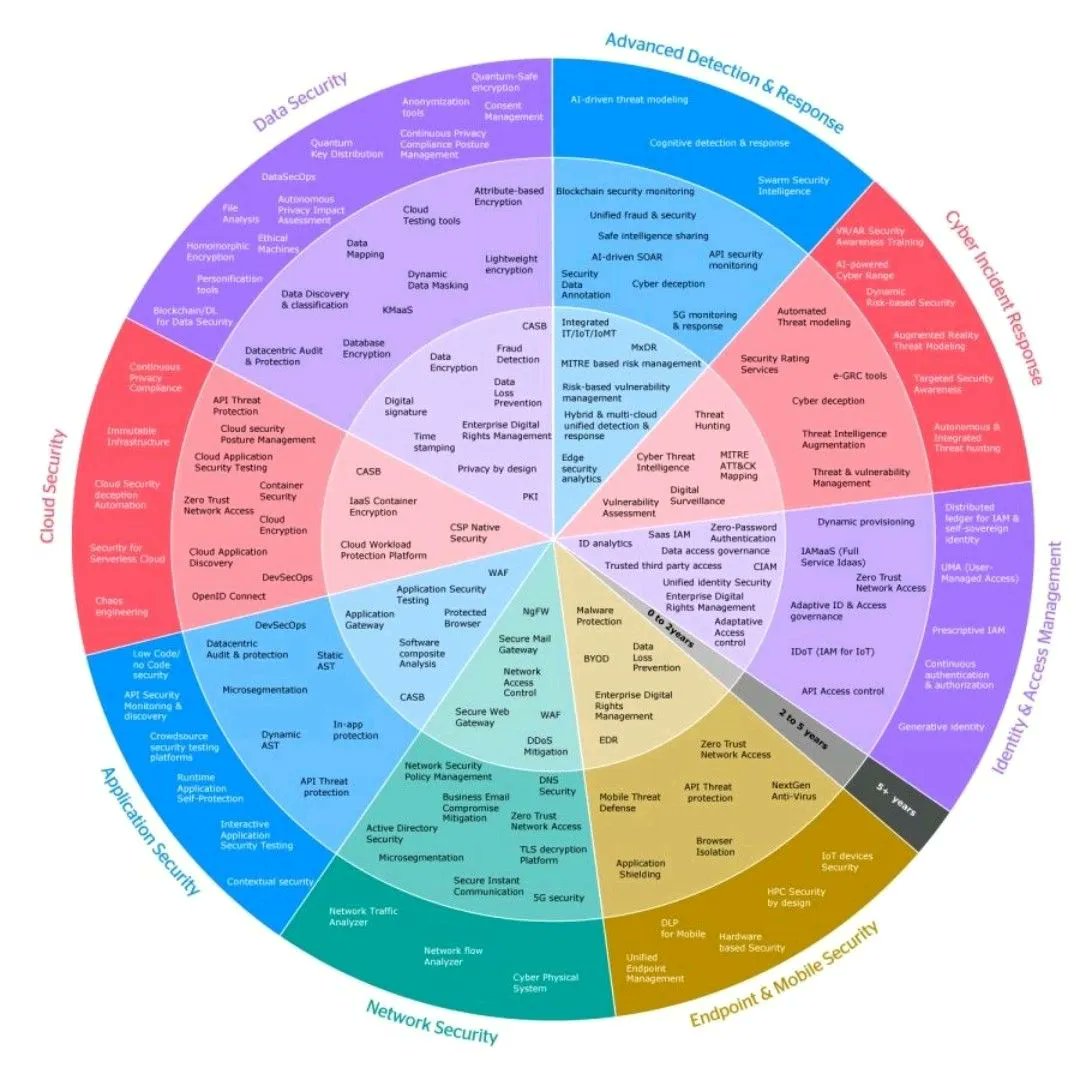 Advanced Detection & Response
AI-driven threat modeling
Cognitive detection & response
Swarm Security
Intelligence
Blockchain security monitoring
Unified fraud & security
Safe intelligence sharing
AI-driven SOAR
API security
monitoring
Security
Data
Annotation
Cyber deception
5G monitoring
& response
Integrated
IT/IoT/IoMT
MxDR
MITRE based risk management
Risk-based vulnerability
management
Hybrid & multi-cloud
unified detection &
response
Edge
security
analytics
Cyber Incident Response
VR/AR Security
Awareness Training
AI-powered
Cyber Range
Dynamic
Risk-based Security
Augmented Reality
Threat Modeling
Targeted Security
Awareness
Autonomous &
Integrated
Threat hunting
Automated
Threat modeling
Security Rating
Services
e-GRC tools
Cyber deception
Threat Intelligence
Augmentation
Threat & vulnerability
Management
Threat
Hunting
Cyber Threat
Intelligence
MITRE
ATT&CK
Mapping
Digital
Surveillance
Vulnerability
Assessment
Identity & Access Management
Distributed
ledger for IAM &
self-sovereign
identity
UMA (User-
Managed Access)
Prescriptive IAM
Continuous
authentication
& authorization
Generative identity
Dynamic provisioning
IAMaaS (Full
Service Idaas)
Zero Trust
Network Access
Adaptive ID & Access
governance
IDoT (IAM for IoT)
API Access control
Zero-Password
Authentication
Saas IAM
ID analytics
Data access governance
Trusted third party access
CIAM
Unified identity Security
Enterprise Digital
Rights Management
Adaptative
Access
control
0 to 2years
2 to 5 years
5+ years
Endpoint & Mobile Security
IoT devices
Security
HPC Security
by design
DLP
for Mobile
Hardware
based Security
Unified
Endpoint
Management
Zero Trust
Network Access
Mobile Threat
Defense
API Threat
protection
NextGen
Anti-Virus
Browser
Isolation
Application
Shielding
Malware
Protection
BYOD
Data
Loss
Prevention
Enterprise Digital
Rights
Management
EDR
Network Security
Network Traffic
Analyzer
Network flow
Analyzer
Cyber Physical
System
Network Security
Policy Management
DNS
Security
Business Email
Compromise
Mitigation
Zero Trust
Network Access
Active Directory
Security
Microsegmentation
TLS decryption
Platform
Secure Instant
Communication
5G security
NgFW
Secure Mail
Gateway
Network
Access
Control
Secure Web
Gateway
WAF
DDoS
Mitigation
Application Security
Low Code/
no Code
security
API Security
Monitoring &
discovery
Crowdsource
security testing
platforms
Runtime
Application
Self-Protection
Interactive
Application
Security Testing
Contextual security
DevSecOps
Datacentric
Audit & protection
Static
AST
Microsegmentation
Dynamic
AST
In-app
protection
API Threat
protection
WAF
Application Security
Testing
Application
Gateway
Protected
Browser
Software
composite
Analysis
CASB
Cloud Security
Continuous
Privacy
Compliance
Immutable
Infrastructure
Cloud Security
deception
Automation
Security for
Serverless Cloud
Chaos
engineering
API Threat
Protection
Cloud security
Posture Management
Cloud Application
Security Testing
Container
Security
Zero Trust
Network Access
Cloud
Encryption
Cloud Application
Discovery
DevSecOps
OpenID Connect
CASB
IaaS Container
Encryption
CSP Native
Security
Cloud Workload
Protection Platform
Data Security
Quantum-Safe
encryption
Anonymization
tools
Consent
Management
Continuous Privacy
Compliance Posture
Management
Quantum
Key Distribution
DataSecOps
Autonomous
Privacy Impact
Assessment
File
Analysis
Ethical
Machines
Homomorphic
Encryption
Personification
tools
Blockchain/DL
for Data Security
Attribute-based
Encryption
Cloud
Testing tools
Data
Mapping
Lightweight
encryption
Dynamic
Data Masking
Data Discovery
& classification
KMaaS
Database
Encryption
Datacentric Audit
& Protection
CASB
Fraud
Detection
Data
Encryption
Data
Loss
Prevention
Digital
signature
Enterprise Digital
Rights Management
Time
stamping
Privacy by design
PKI